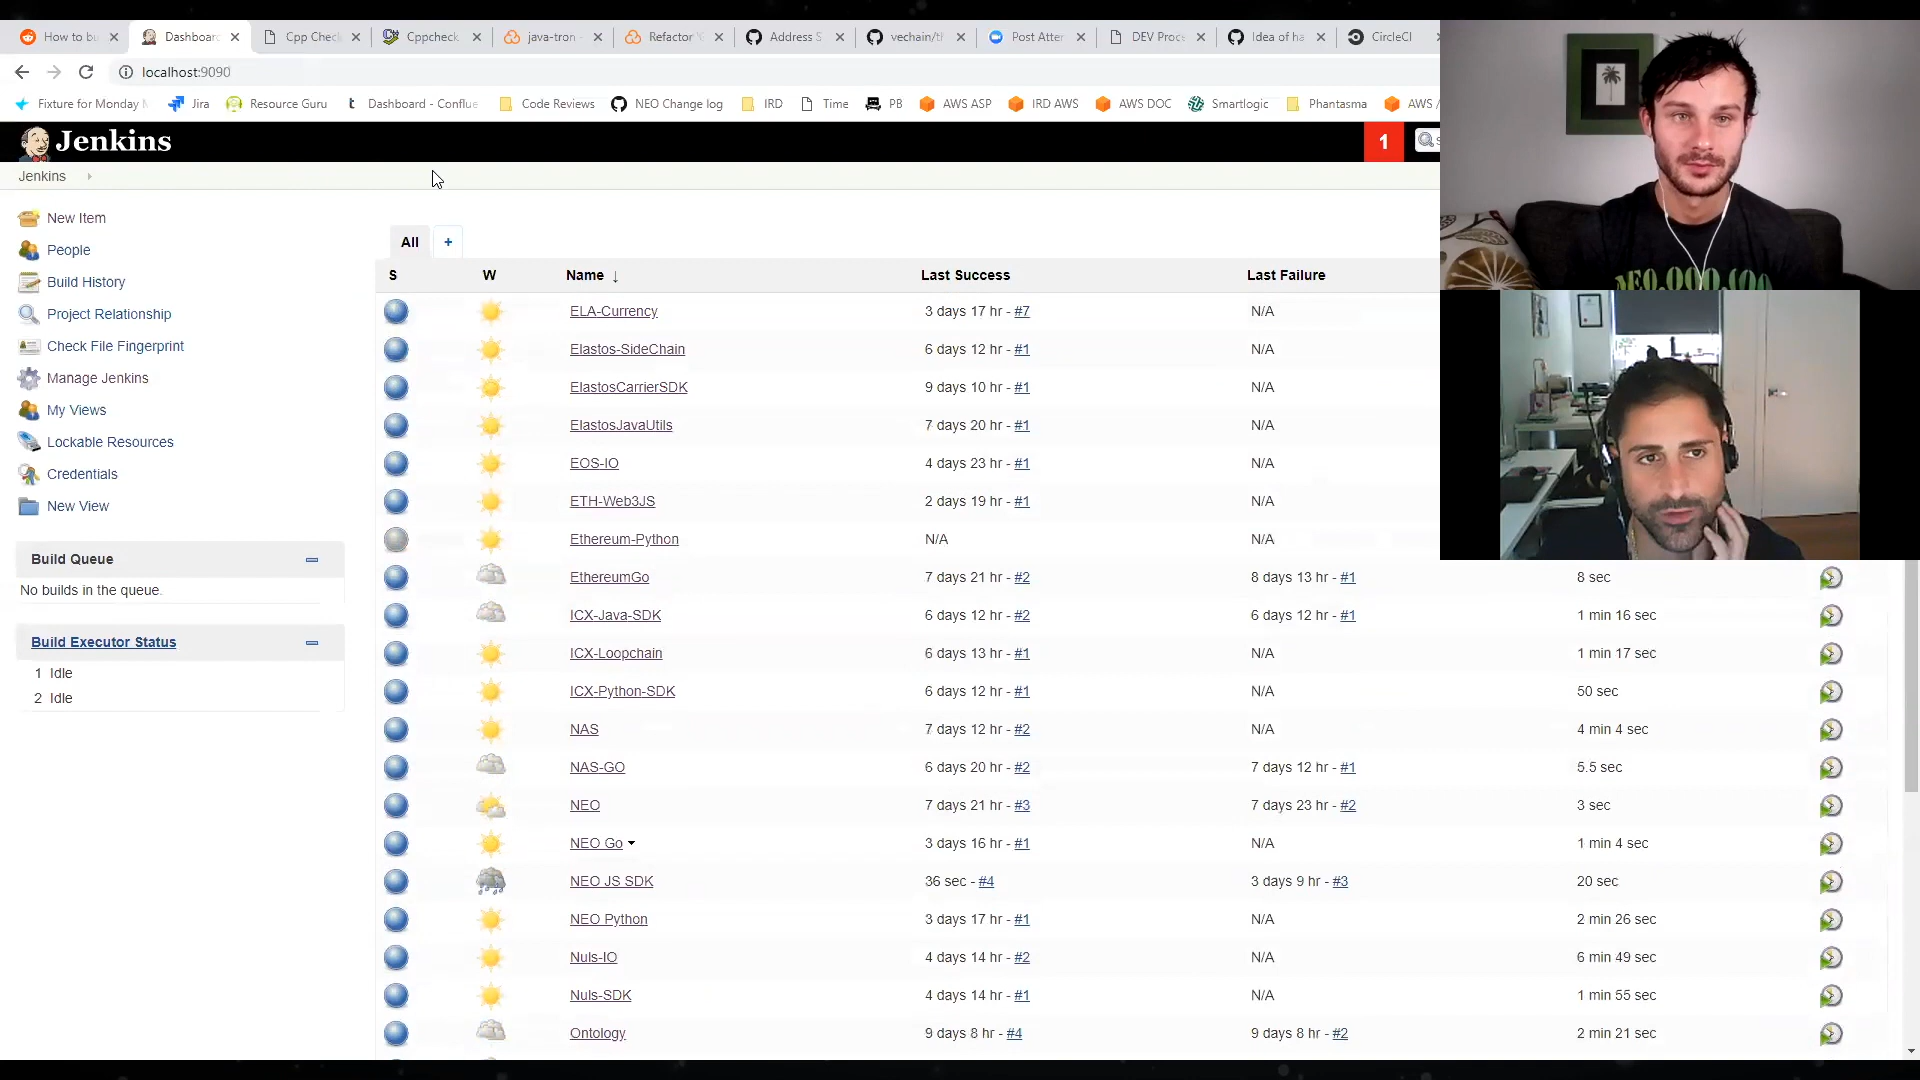 How to bu Dashboard Cpp Chec Cppcheck java-tron - Refactor Address S vechain/t Post Atter DEV Proce Idea of ha CircleCI
localhost:9090
Fixture for Monday Jira Resource Guru t Dashboard - Conflue Code Reviews NEO Change log IRD Time PB AWS ASP IRD AWS AWS DOC Smartlogic Phantasma AWS /
Jenkins 1
Jenkins
New Item
People
Build History
Project Relationship
Check File Fingerprint
Manage Jenkins
My Views
Lockable Resources
Credentials
New View
Build Queue
No builds in the queue.
Build Executor Status
1 Idle
2 Idle
All +
S W Name ↓ Last Success Last Failure
ELA-Currency 3 days 17 hr - #7 N/A
Elastos-SideChain 6 days 12 hr - #1 N/A
ElastosCarrierSDK 9 days 10 hr - #1 N/A
ElastosJavaUtils 7 days 20 hr - #1 N/A
EOS-IO 4 days 23 hr - #1 N/A
ETH-Web3JS 2 days 19 hr - #1 N/A
Ethereum-Python N/A N/A
EthereumGo 7 days 21 hr - #2 8 days 13 hr - #1 8 sec
ICX-Java-SDK 6 days 12 hr - #2 6 days 12 hr - #1 1 min 16 sec
ICX-Loopchain 6 days 13 hr - #1 N/A 1 min 17 sec
ICX-Python-SDK 6 days 12 hr - #1 N/A 50 sec
NAS 7 days 12 hr - #2 N/A 4 min 4 sec
NAS-GO 6 days 20 hr - #2 7 days 12 hr - #1 5.5 sec
NEO 7 days 21 hr - #3 7 days 23 hr - #2 3 sec
NEO Go 3 days 16 hr - #1 N/A 1 min 4 sec
NEO JS SDK 36 sec - #4 3 days 9 hr - #3 20 sec
NEO Python 3 days 17 hr - #1 N/A 2 min 26 sec
Nuls-IO 4 days 14 hr - #2 N/A 6 min 49 sec
Nuls-SDK 4 days 14 hr - #1 N/A 1 min 55 sec
Ontology 9 days 8 hr - #4 9 days 8 hr - #2 2 min 21 sec